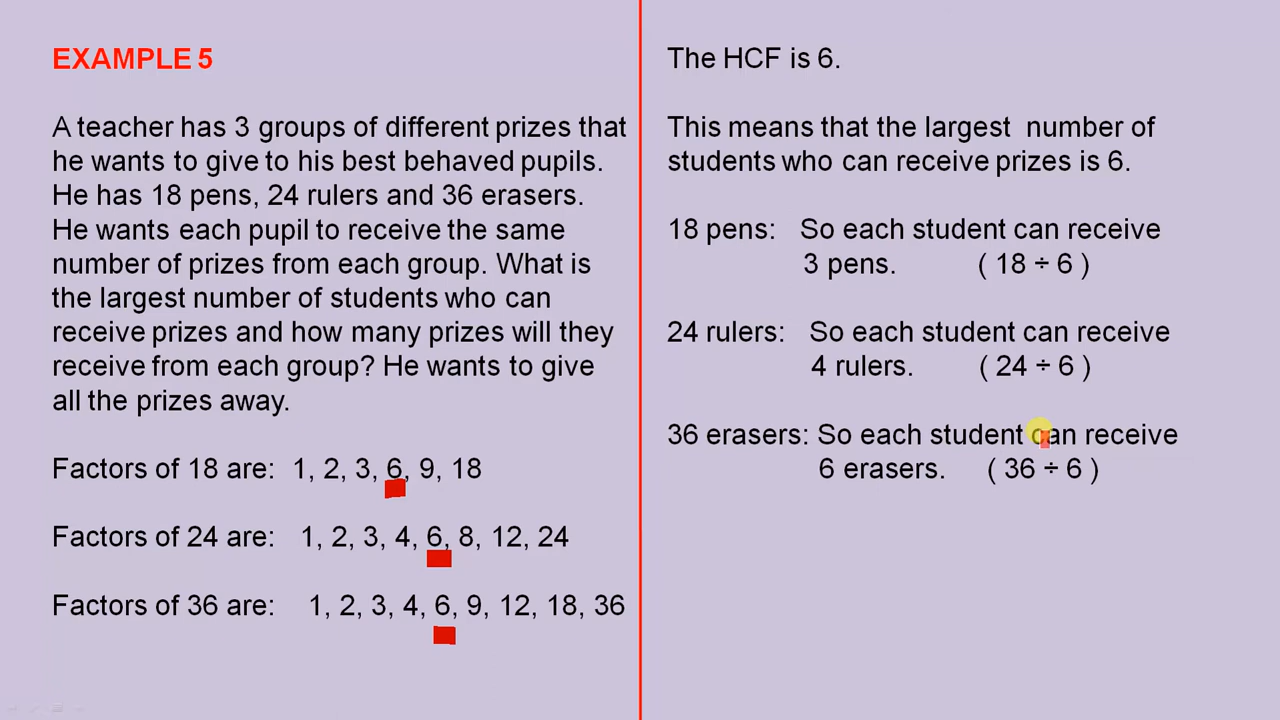 EXAMPLE 5
A teacher has 3 groups of different prizes that
he wants to give to his best behaved pupils.
He has 18 pens, 24 rulers and 36 erasers.
He wants each pupil to receive the same
number of prizes from each group. What is
the largest number of students who can
receive prizes and how many prizes will they
receive from each group? He wants to give
all the prizes away.
Factors of 18 are: 1, 2, 3, 6, 9, 18
Factors of 24 are: 1, 2, 3, 4, 6, 8, 12, 24
Factors of 36 are: 1, 2, 3, 4, 6, 9, 12, 18, 36
The HCF is 6.
This means that the largest number of
students who can receive prizes is 6.
18 pens: So each student can receive
3 pens. ( 18 ÷ 6 )
24 rulers: So each student can receive
4 rulers. ( 24 ÷ 6 )
36 erasers: So each student can receive
6 erasers. ( 36 ÷ 6 )